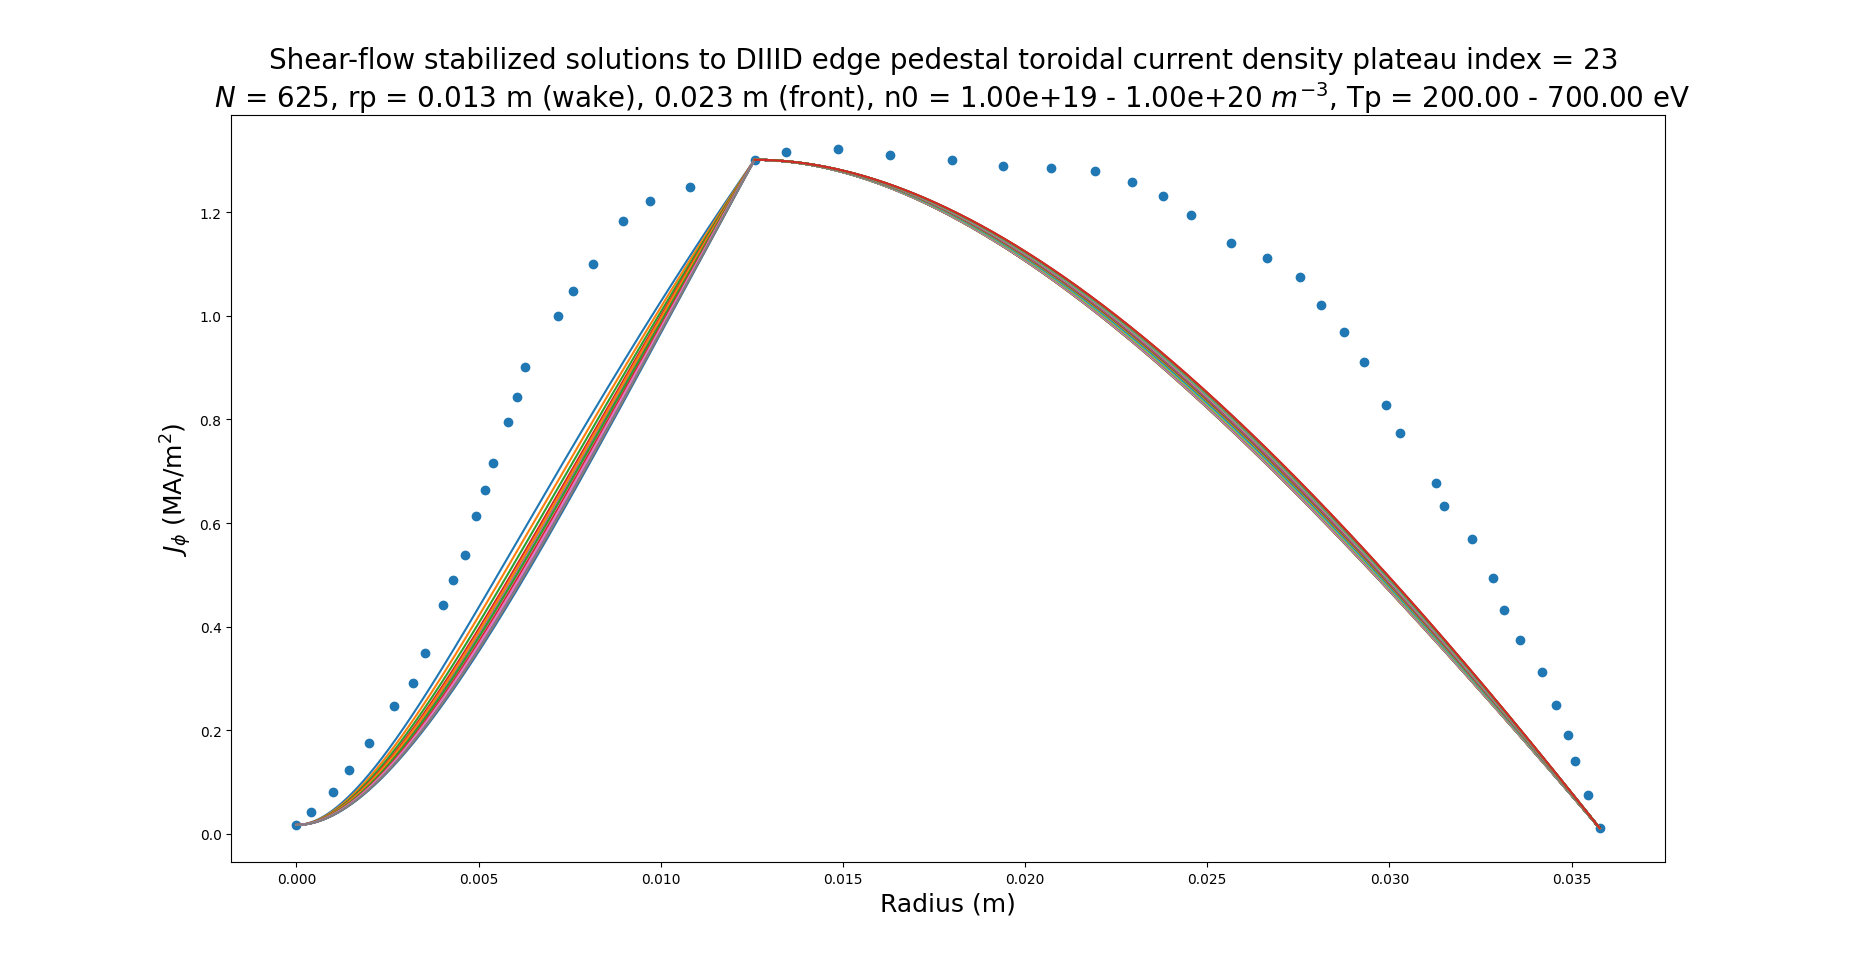 Shear-flow stabilized solutions to DIIID edge pedestal toroidal current density plateau index = 23
N = 625, rp = 0.013 m (wake), 0.023 m (front), n0 = 1.00e+19 - 1.00e+20 m⁻³, Tp = 200.00 - 700.00 eV
1.2
1.0
0.8
0.6
0.4
0.2
0.0
J_ϕ (MA/m²)
0.000 0.005 0.010 0.015 0.020 0.025 0.030 0.035
Radius (m)